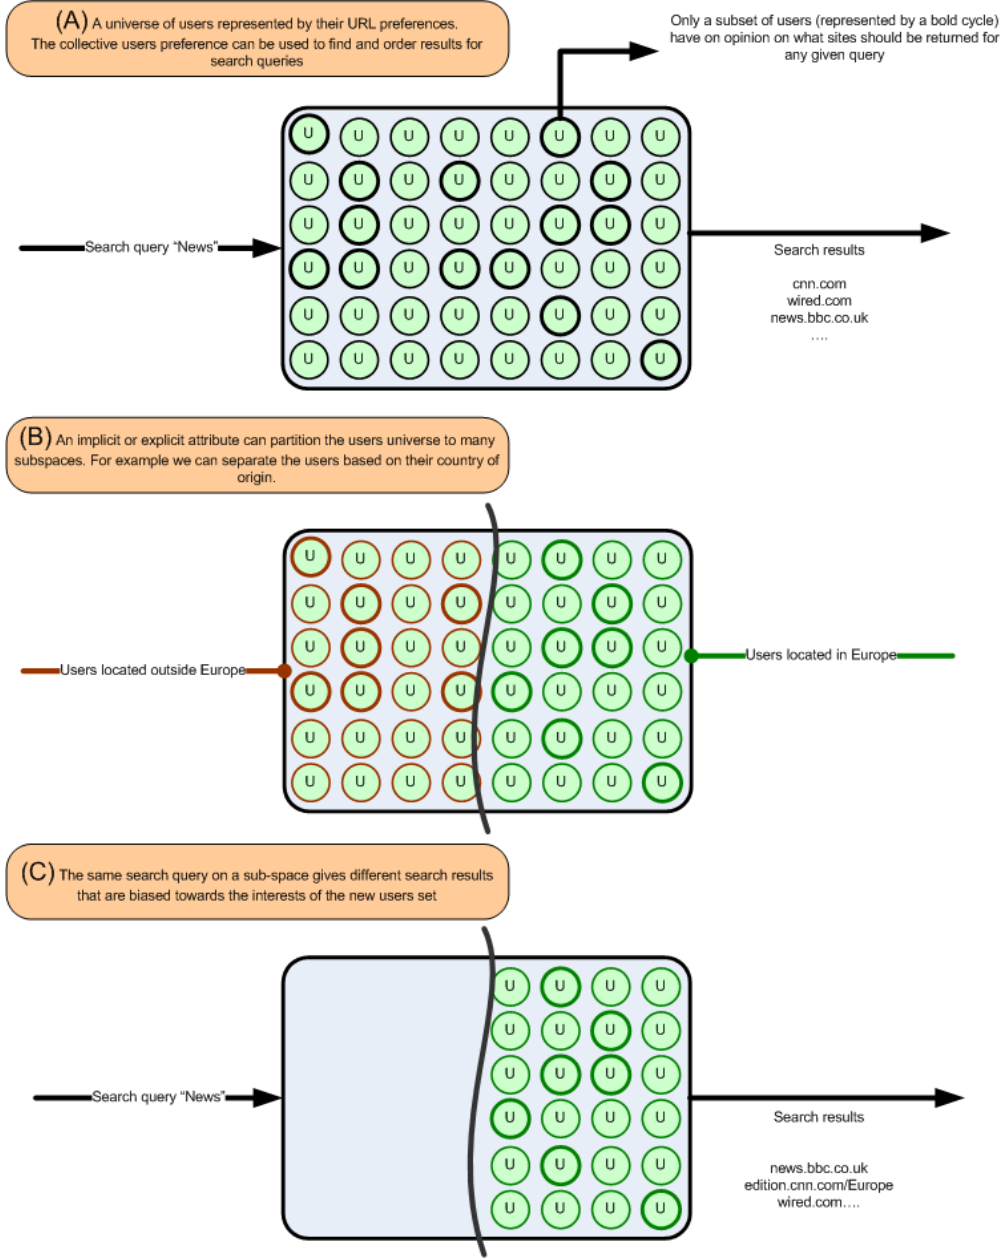 (A) A universe of users represented by their URL preferences.
The collective users preference can be used to find and order results for
search queries
Only a subset of users (represented by a bold cycle)
have on opinion on what sites should be returned for
any given query
U U U U U U U U
U U U U U U U U
U U U U U U U U
U U U U U U U U
U U U U U U U U
U U U U U U U U
Search query “News”
Search results
cnn.com
wired.com
news.bbc.co.uk
....
(B) An implicit or explicit attribute can partition the users universe to many
subspaces. For example we can separate the users based on their country of
origin.
U U U U U U U U
U U U U U U U U
U U U U U U U U
U U U U U U U U
U U U U U U U U
U U U U U U U U
Users located outside Europe
Users located in Europe
(C) The same search query on a sub-space gives different search results
that are biased towards the interests of the new users set
U U U U
U U U U
U U U U
U U U U
U U U U
U U U U
Search query “News”
Search results
news.bbc.co.uk
edition.cnn.com/Europe
wired.com....